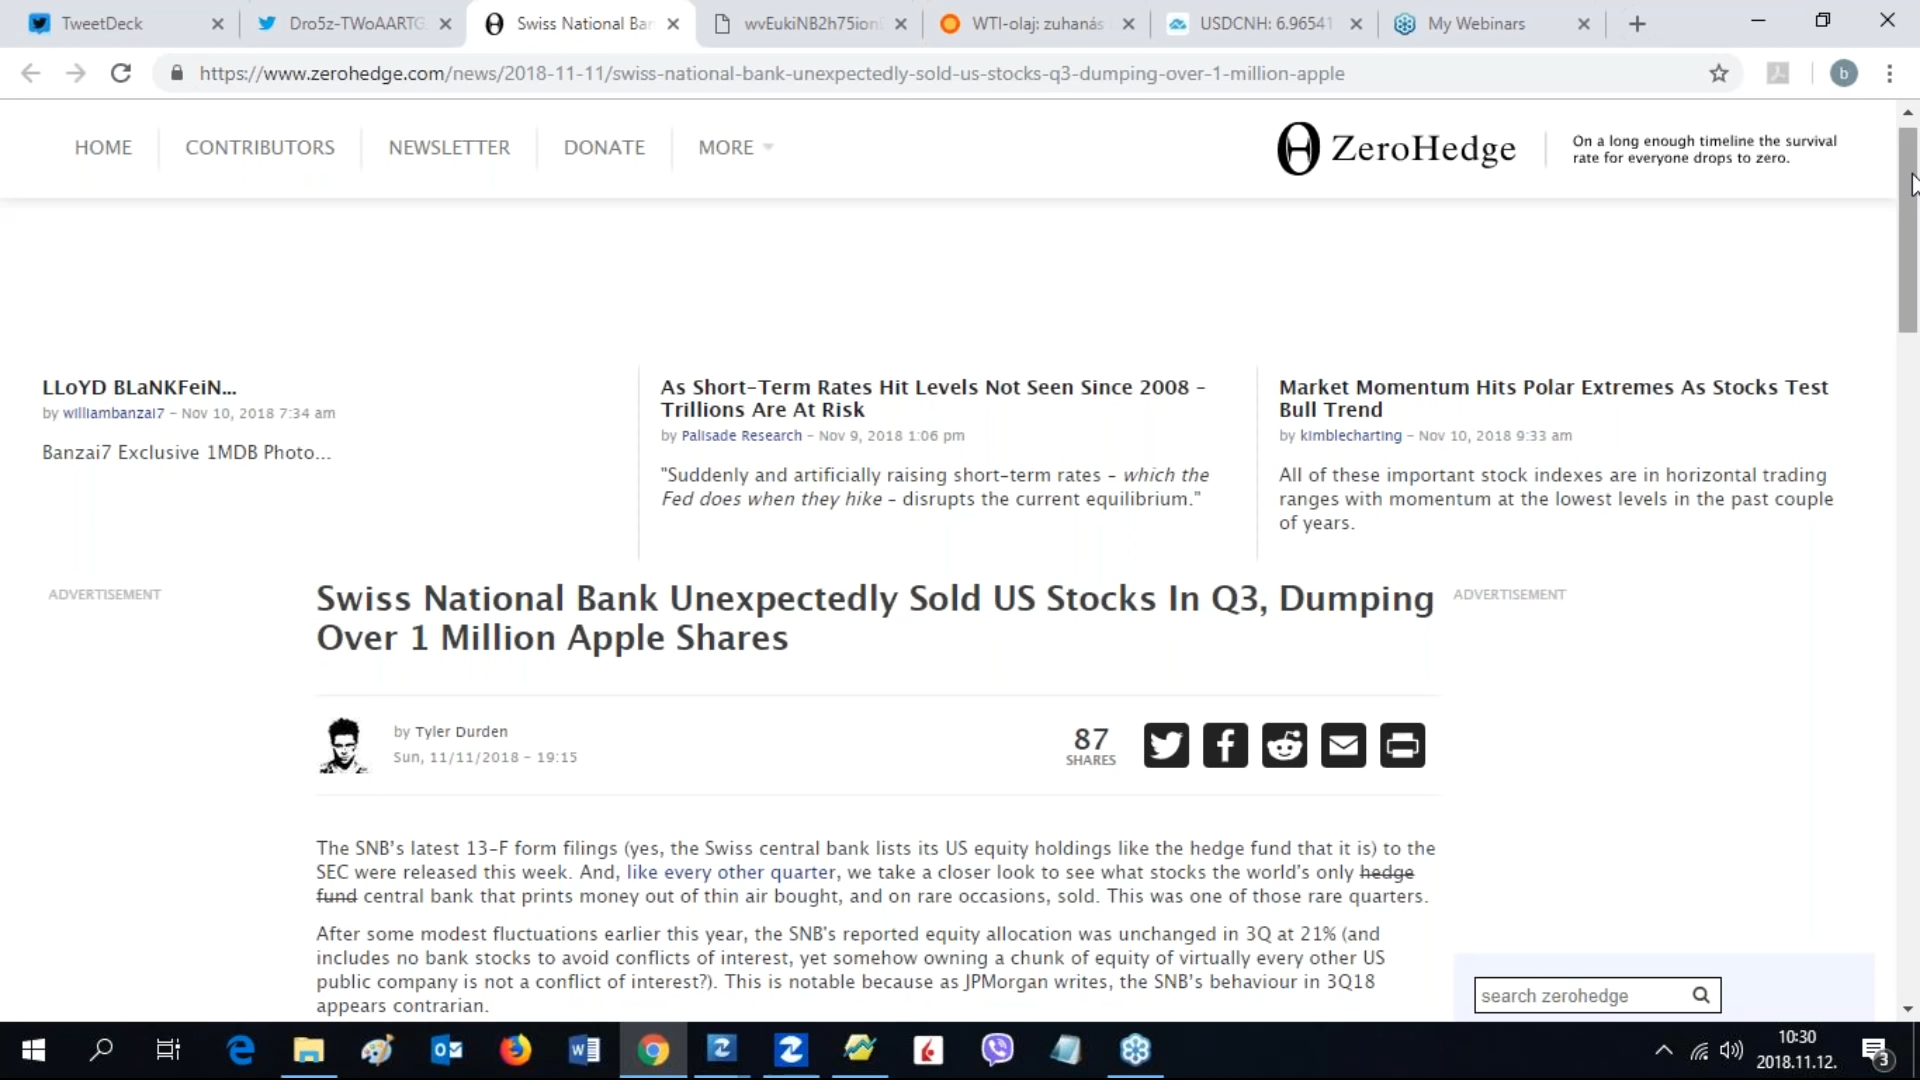 TweetDeck
Dro5z-TWoAARTG
Swiss National Ba
wvEukiNB2h75ion
WTI-olaj: zuhanás
USDCNH: 6.96541
My Webinars
https://www.zerohedge.com/news/2018-11-11/swiss-national-bank-unexpectedly-sold-us-stocks-q3-dumping-over-1-million-apple
b
HOME
CONTRIBUTORS
NEWSLETTER
DONATE
MORE
ZeroHedge
On a long enough timeline the survival
rate for everyone drops to zero.
LLoYD BLaNKFeiN...
by williambanzai7 - Nov 10, 2018 7:34 am
Banzai7 Exclusive 1MDB Photo...
As Short-Term Rates Hit Levels Not Seen Since 2008 -
Trillions Are At Risk
by Palisade Research - Nov 9, 2018 1:06 pm
"Suddenly and artificially raising short-term rates - which the
Fed does when they hike - disrupts the current equilibrium."
Market Momentum Hits Polar Extremes As Stocks Test
Bull Trend
by kimblecharting - Nov 10, 2018 9:33 am
All of these important stock indexes are in horizontal trading
ranges with momentum at the lowest levels in the past couple
of years.
ADVERTISEMENT
Swiss National Bank Unexpectedly Sold US Stocks In Q3, Dumping
Over 1 Million Apple Shares
ADVERTISEMENT
by Tyler Durden
Sun, 11/11/2018 - 19:15
87
SHARES
The SNB's latest 13-F form filings (yes, the Swiss central bank lists its US equity holdings like the hedge fund that it is) to the
SEC were released this week. And, like every other quarter, we take a closer look to see what stocks the world's only hedge
fund central bank that prints money out of thin air bought, and on rare occasions, sold. This was one of those rare quarters.
After some modest fluctuations earlier this year, the SNB's reported equity allocation was unchanged in 3Q at 21% (and
includes no bank stocks to avoid conflicts of interest, yet somehow owning a chunk of equity of virtually every other US
public company is not a conflict of interest?). This is notable because as JPMorgan writes, the SNB's behaviour in 3Q18
appears contrarian.
search zerohedge
10:30
2018.11.12.
3